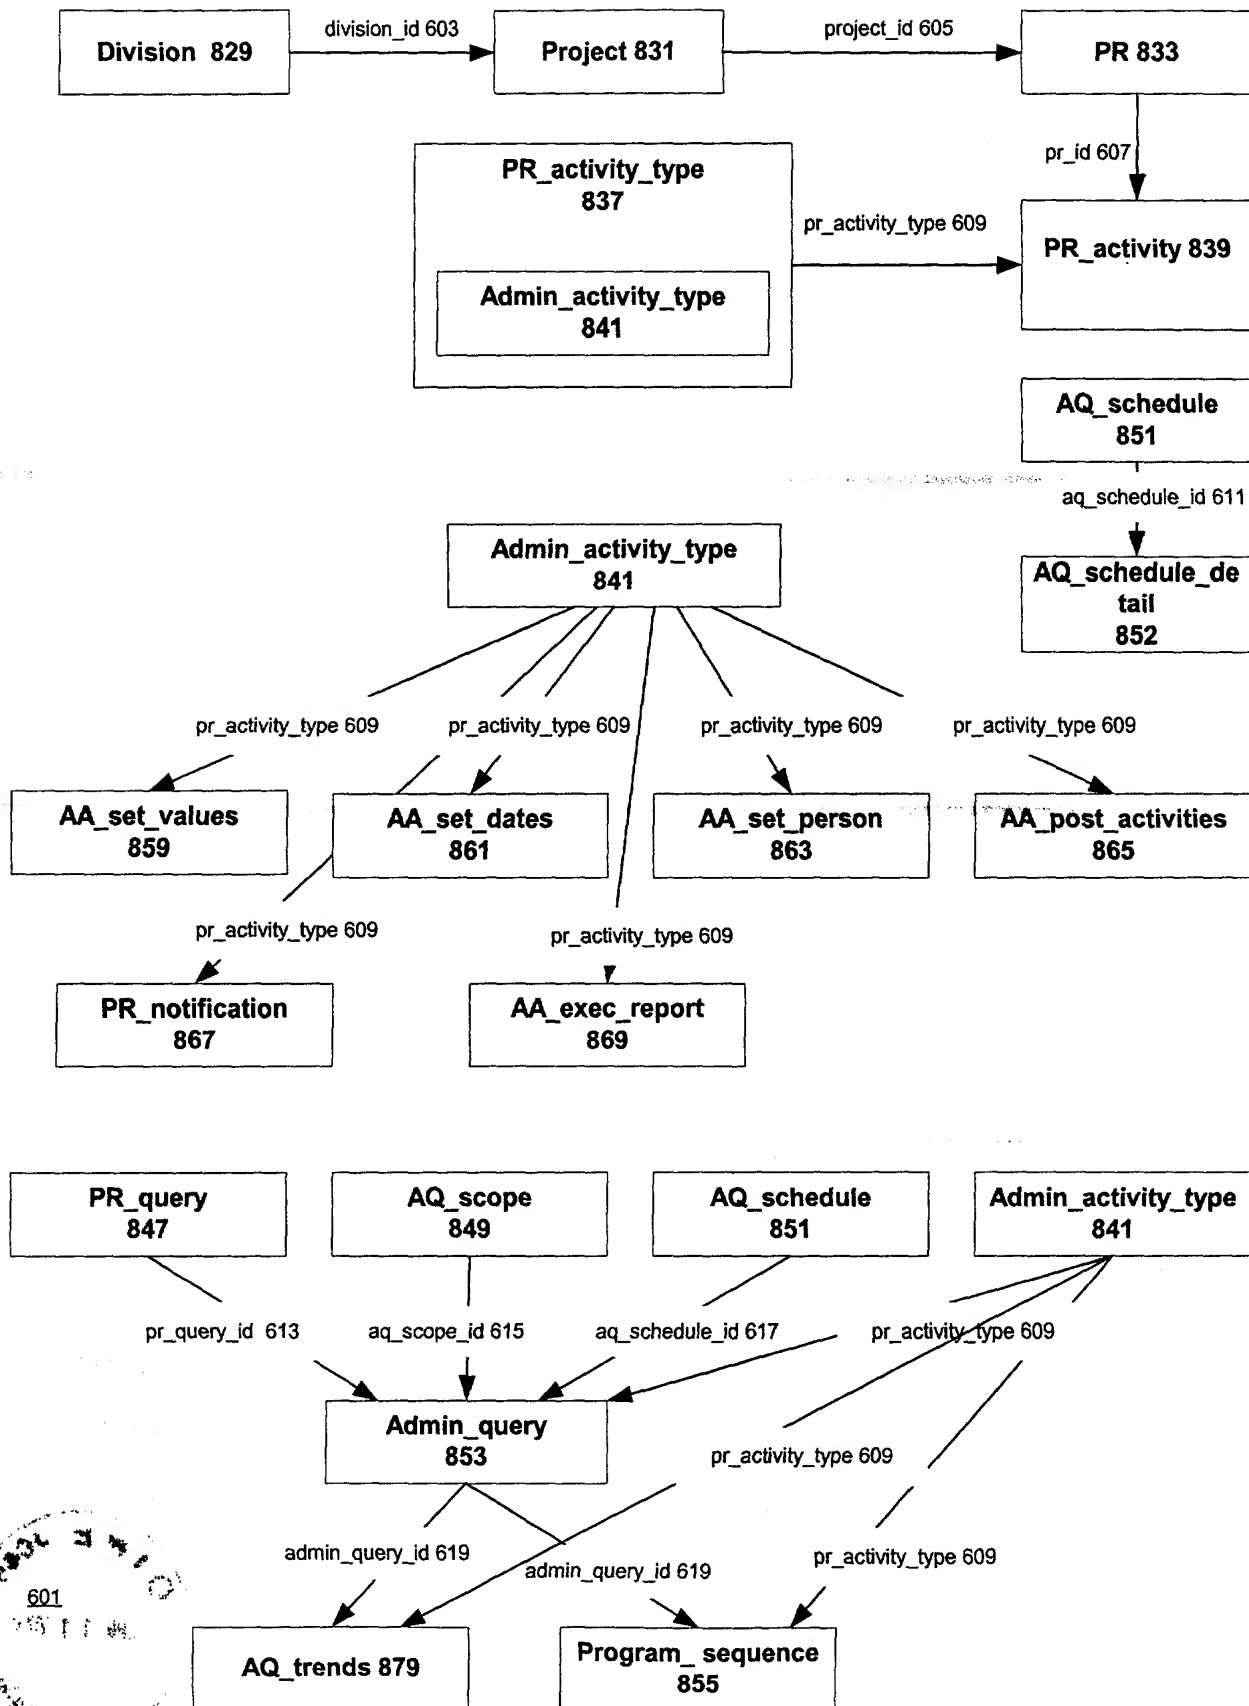 division_id 603
project_id 605
Division 829
Project 831
PR 833
pr_id 607
PR_activity_type
837
pr_activity_type 609
PR_activity 839
Admin_activity_type
841
AQ_schedule
851
aq_schedule_id 611
Admin_activity_type
841
AQ_schedule_de
tail
852
pr_activity_type 609
pr_activity_type 609
pr_activity_type 609
pr_activity_type 609
AA_set_values
859
AA_set_dates
861
AA_set_person
863
AA_post_activities
865
pr_activity_type 609
pr_activity_type 609
PR_notification
867
AA_exec_report
869
PR_query
847
AQ_scope
849
AQ_schedule
851
Admin_activity_type
841
pr_query_id 613
aq_scope_id 615
aq_schedule_id 617
pr_activity_type 609
Admin_query
853
pr_activity_type 609
admin_query_id 619
admin_query_id 619
pr_activity_type 609
601
AQ_trends 879
Program_ sequence
855